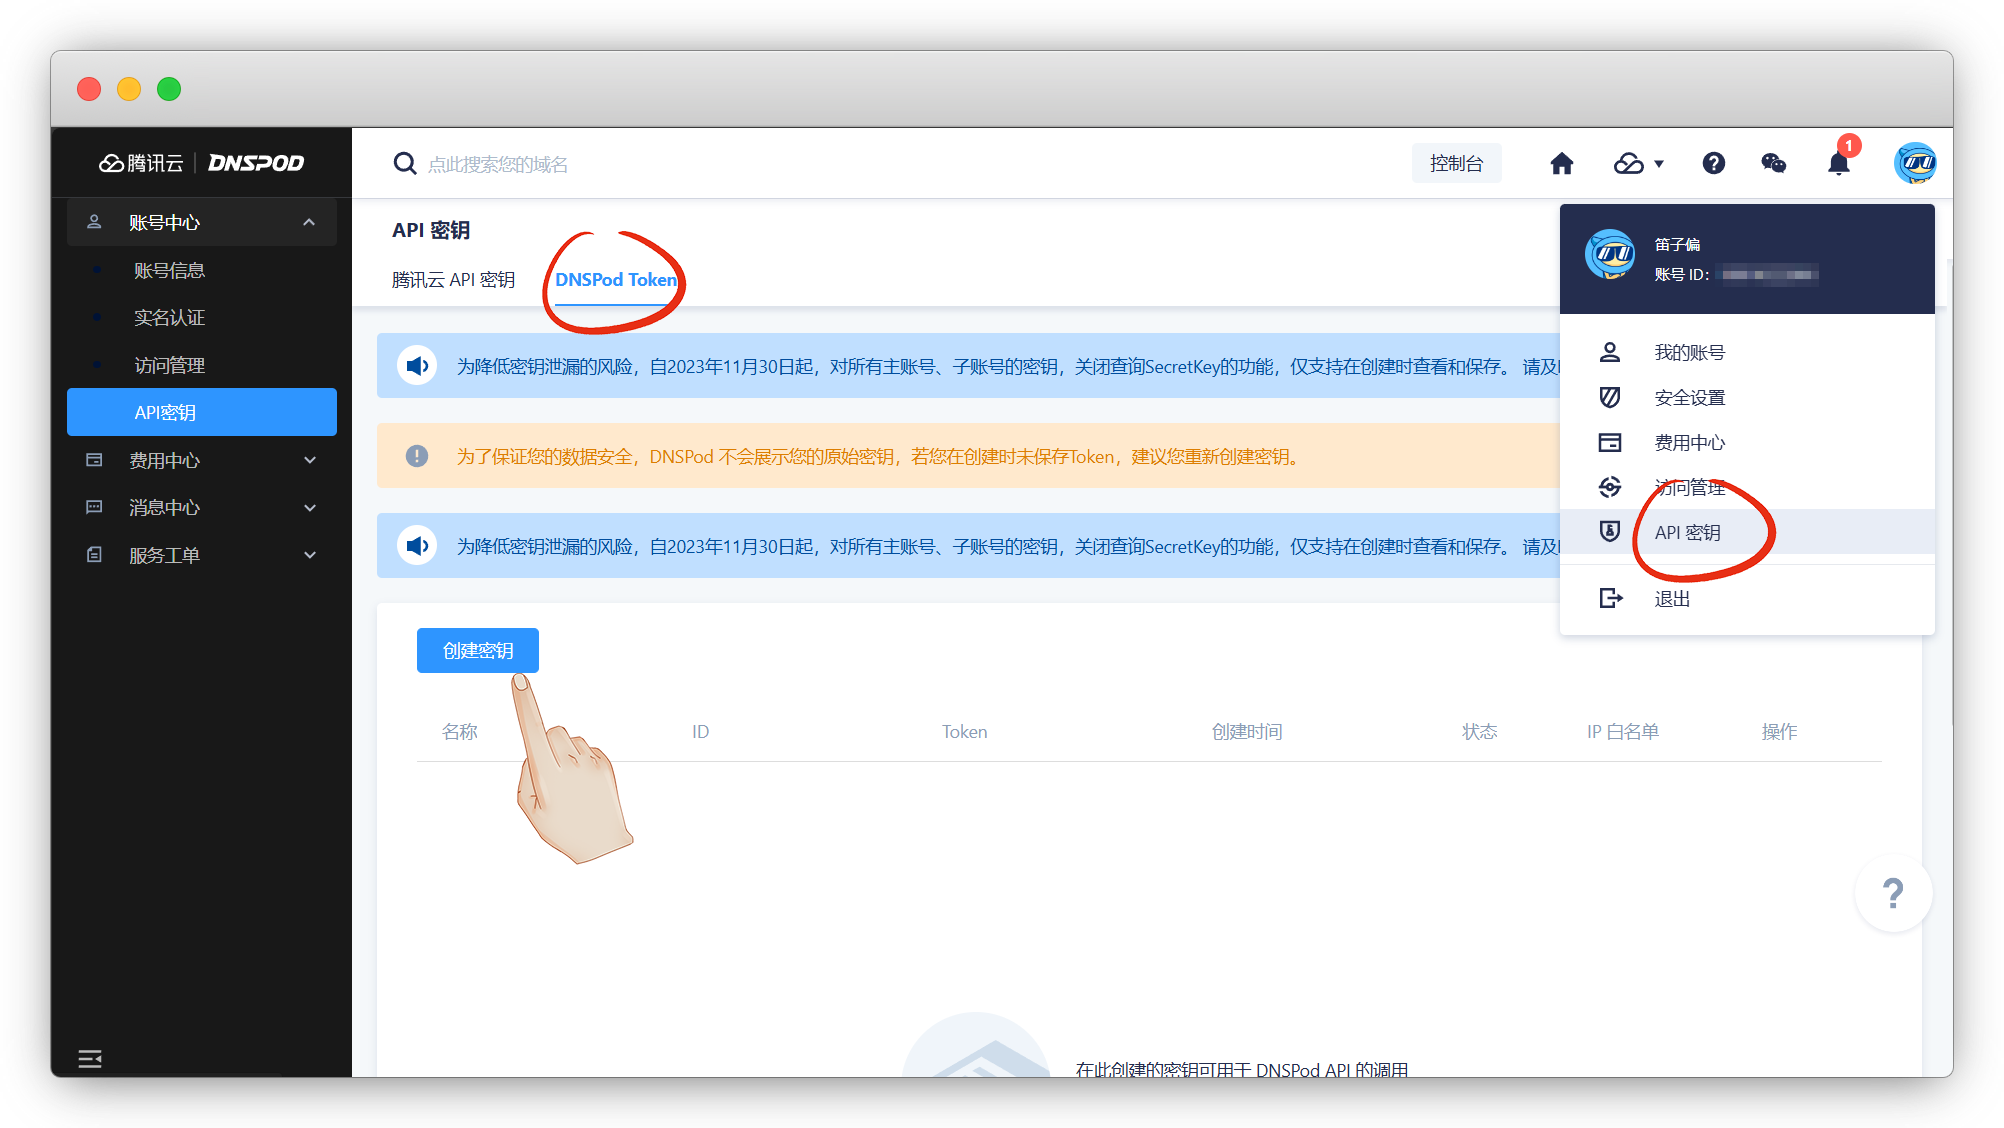 腾讯云 | DNSPOD
点此搜索您的域名
控制台
1
账号中心
账号信息
实名认证
访问管理
API密钥
费用中心
消息中心
服务工单
API 密钥
腾讯云 API 密钥
DNSPod Token
为降低密钥泄漏的风险，自2023年11月30日起，对所有主账号、子账号的密钥，关闭查询SecretKey的功能，仅支持在创建时查看和保存。 请及
为了保证您的数据安全，DNSPod 不会展示您的原始密钥，若您在创建时未保存Token，建议您重新创建密钥。
为降低密钥泄漏的风险，自2023年11月30日起，对所有主账号、子账号的密钥，关闭查询SecretKey的功能，仅支持在创建时查看和保存。 请及
创建密钥
名称 ID Token 创建时间 状态 IP 白名单 操作
在此创建的密钥可用于 DNSPod API 的调用
笛子偏
账号 ID:
我的账号
安全设置
费用中心
访问管理
API 密钥
退出
?